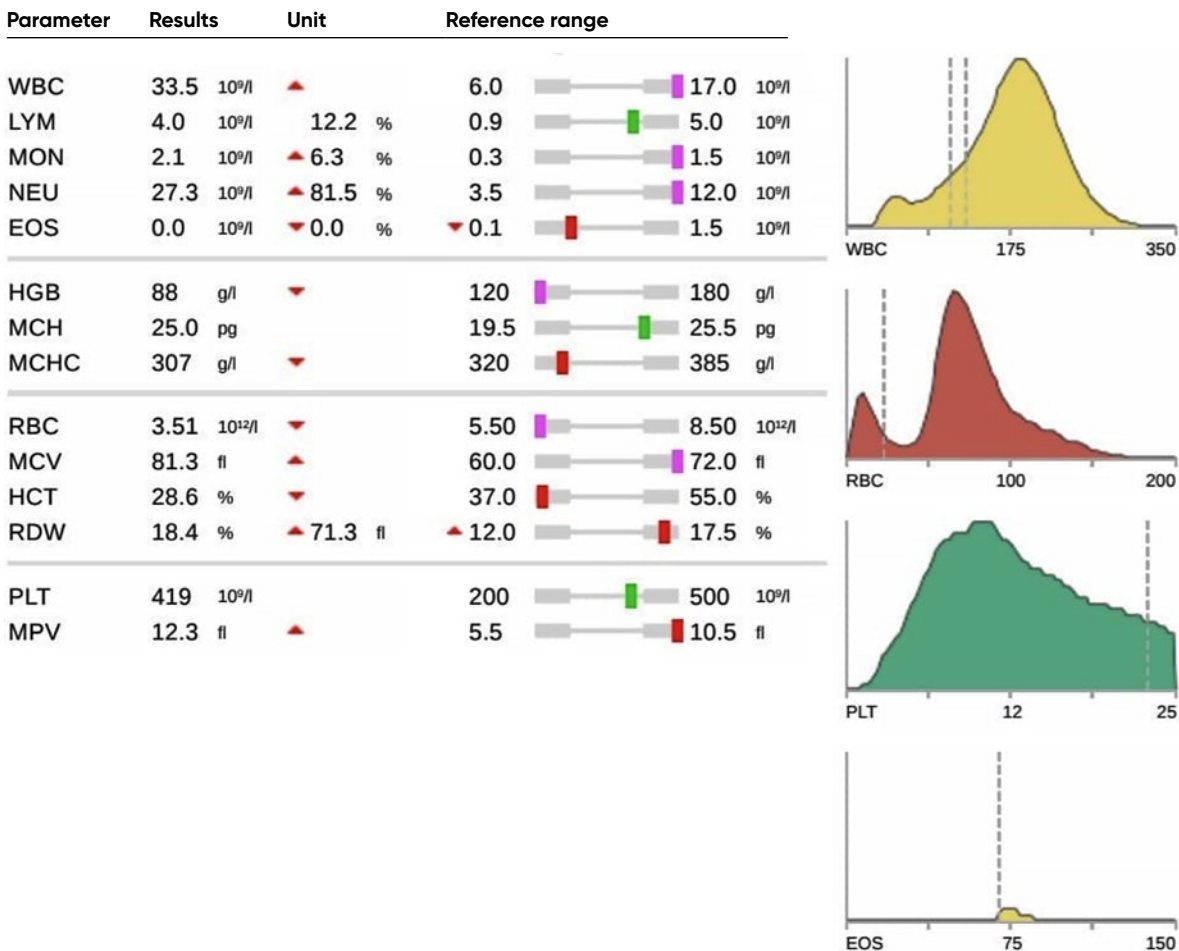 Parameter Results Unit Reference range
WBC 33.5 10⁹/l 6.0 17.0 10⁹/l
LYM 4.0 10⁹/l 12.2 % 0.9 5.0 10⁹/l
MON 2.1 10⁹/l 6.3 % 0.3 1.5 10⁹/l
NEU 27.3 10⁹/l 81.5 % 3.5 12.0 10⁹/l
EOS 0.0 10⁹/l 0.0 % 0.1 1.5 10⁹/l
HGB 88 g/l 120 180 g/l
MCH 25.0 pg 19.5 25.5 pg
MCHC 307 g/l 320 385 g/l
RBC 3.51 10¹²/l 5.50 8.50 10¹²/l
MCV 81.3 fl 60.0 72.0 fl
HCT 28.6 % 37.0 55.0 %
RDW 18.4 % 71.3 fl 12.0 17.5 %
PLT 419 10⁹/l 200 500 10⁹/l
MPV 12.3 fl 5.5 10.5 fl
WBC 175 350
RBC 100 200
PLT 12 25
EOS 75 150